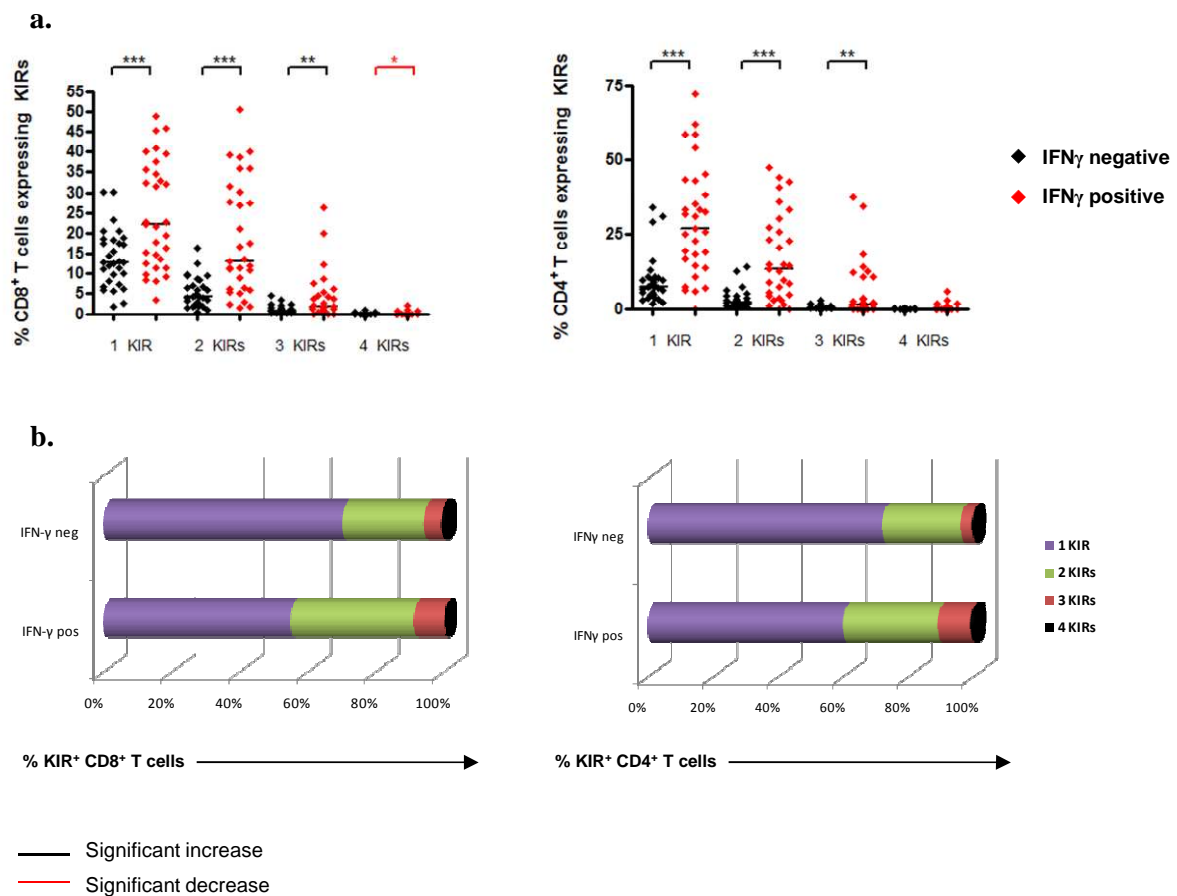 a.
% CD8+ T cells expressing KIRs
*** *** ** *
55
50
45
40
35
30
25
20
15
10
5
0
1 KIR 2 KIRs 3 KIRs 4 KIRs
% CD4+ T cells expressing KIRs
*** *** **
75
50
25
0
1 KIR 2 KIRs 3 KIRs 4 KIRs
IFNγ negative
IFNγ positive
b.
IFN-γ neg
IFN-γ pos
0% 20% 40% 60% 80% 100%
% KIR+ CD8+ T cells
IFNγ neg
IFNγ pos
0% 20% 40% 60% 80% 100%
% KIR+ CD4+ T cells
1 KIR
2 KIRs
3 KIRs
4 KIRs
Significant increase
Significant decrease